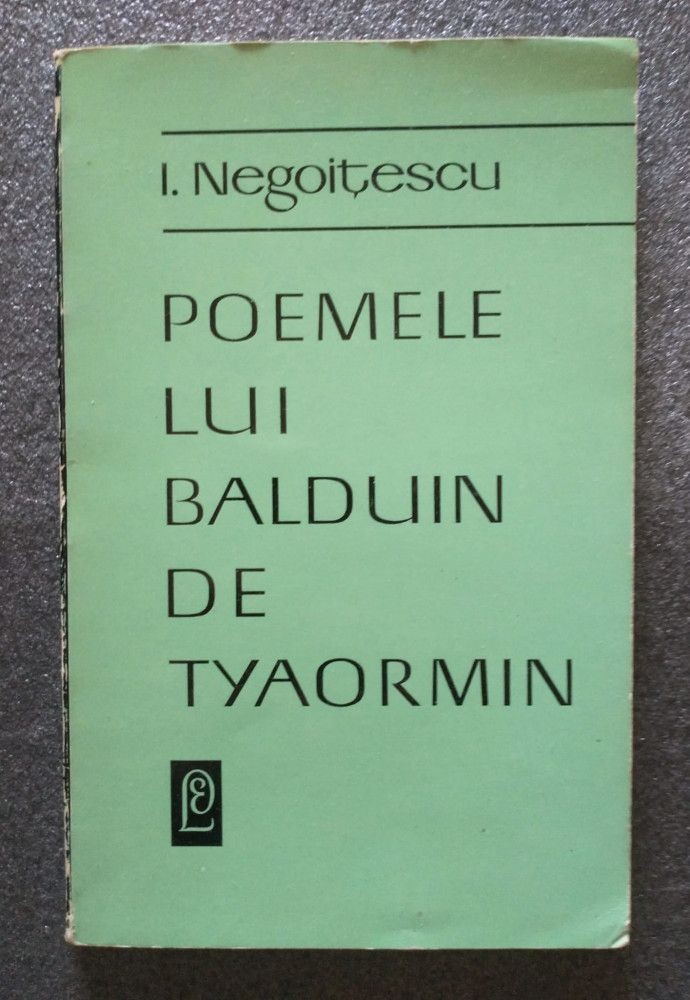 I. Negoițescu
POEMELE
LUI
BALDUIN
DE
TYAORMIN